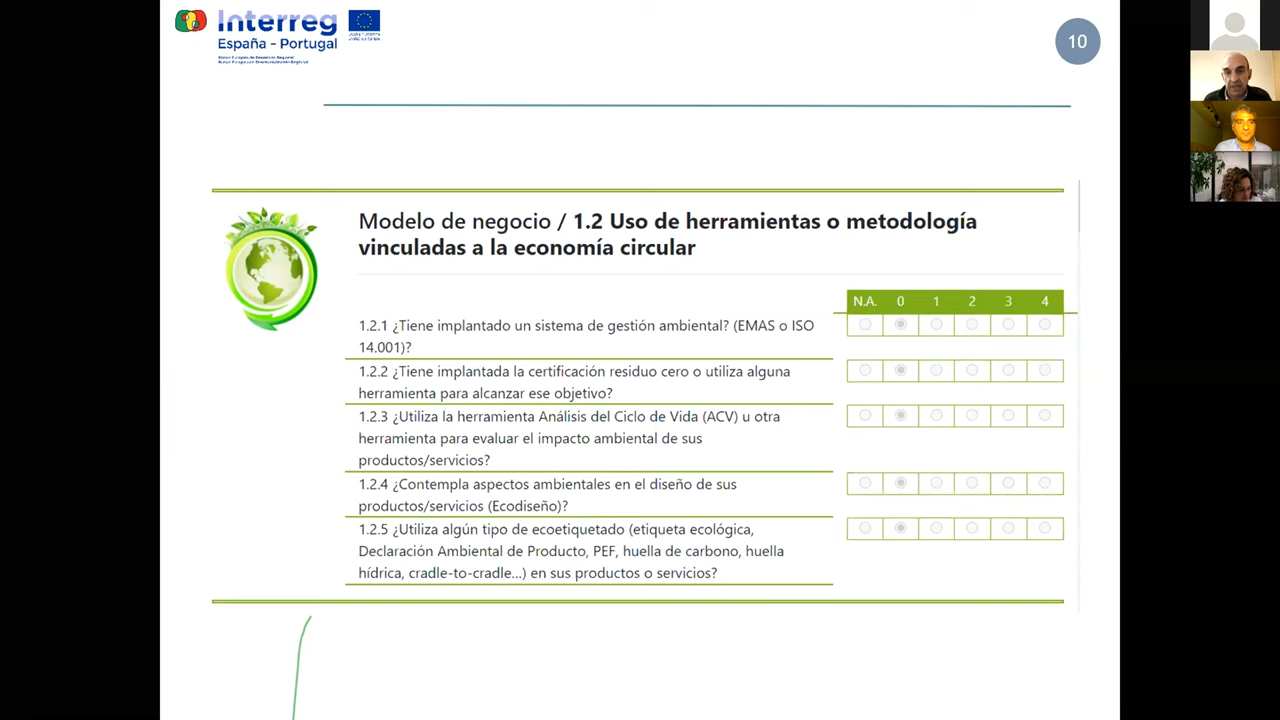 Interreg
España - Portugal
10
Modelo de negocio / 1.2 Uso de herramientas o metodología
vinculadas a la economía circular
N.A. 0 1 2 3 4
1.2.1 ¿Tiene implantado un sistema de gestión ambiental? (EMAS o ISO
14.001)?
1.2.2 ¿Tiene implantada la certificación residuo cero o utiliza alguna
herramienta para alcanzar ese objetivo?
1.2.3 ¿Utiliza la herramienta Análisis del Ciclo de Vida (ACV) u otra
herramienta para evaluar el impacto ambiental de sus
productos/servicios?
1.2.4 ¿Contempla aspectos ambientales en el diseño de sus
productos/servicios (Ecodiseño)?
1.2.5 ¿Utiliza algún tipo de ecoetiquetado (etiqueta ecológica,
Declaración Ambiental de Producto, PEF, huella de carbono, huella
hídrica, cradle-to-cradle...) en sus productos o servicios?